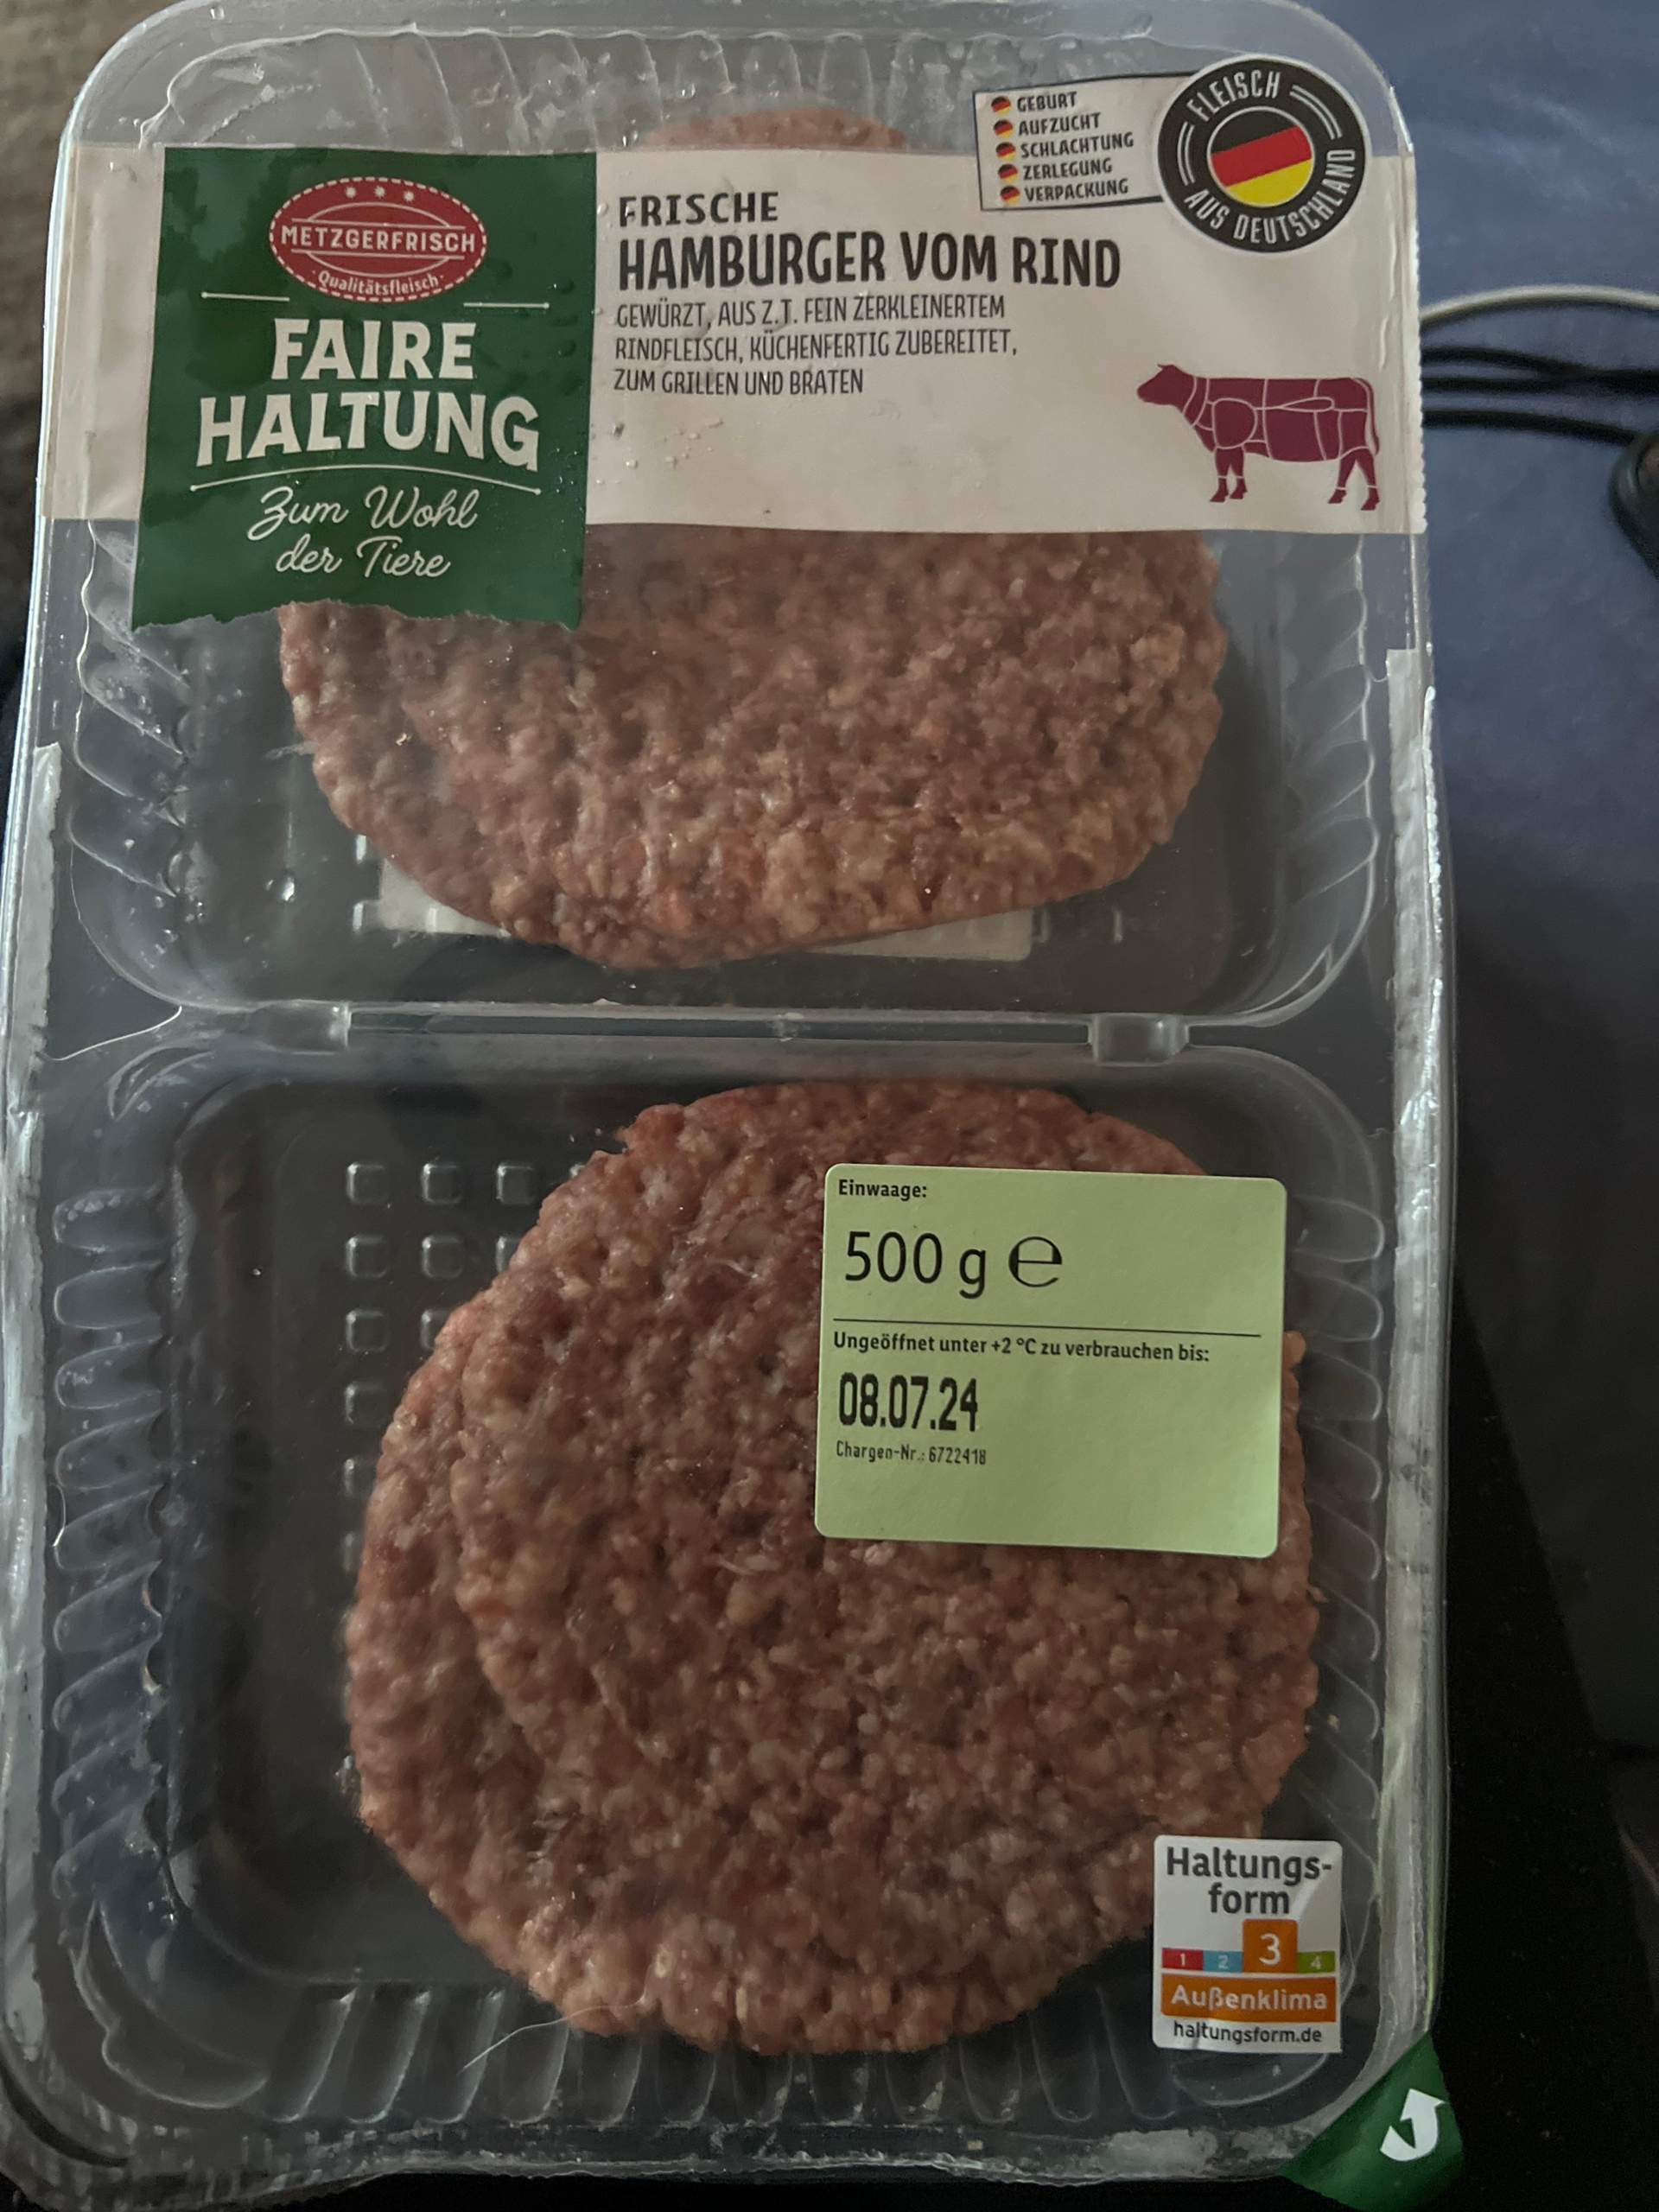 GEBURT
AUFZUCHT
SCHLACHTUNG
ZERLEGUNG
VERPACKUNG
FLEISCH
AUS DEUTSCHLAND
METZGERFRISCH
Qualitätsfleisch
FAIRE
HALTUNG
Zum Wohl
der Tiere
FRISCHE
HAMBURGER VOM RIND
GEWÜRZT, AUS Z.T. FEIN ZERKLEINERTEM
RINDFLEISCH, KÜCHENFERTIG ZUBEREITET,
ZUM GRILLEN UND BRATEN
Einwaage:
500 g e
Ungeöffnet unter +2 °C zu verbrauchen bis:
08.07.24
Chargen-Nr.: 6722418
Haltungs-
form
1 2 3 4
Außenklima
haltungsform.de